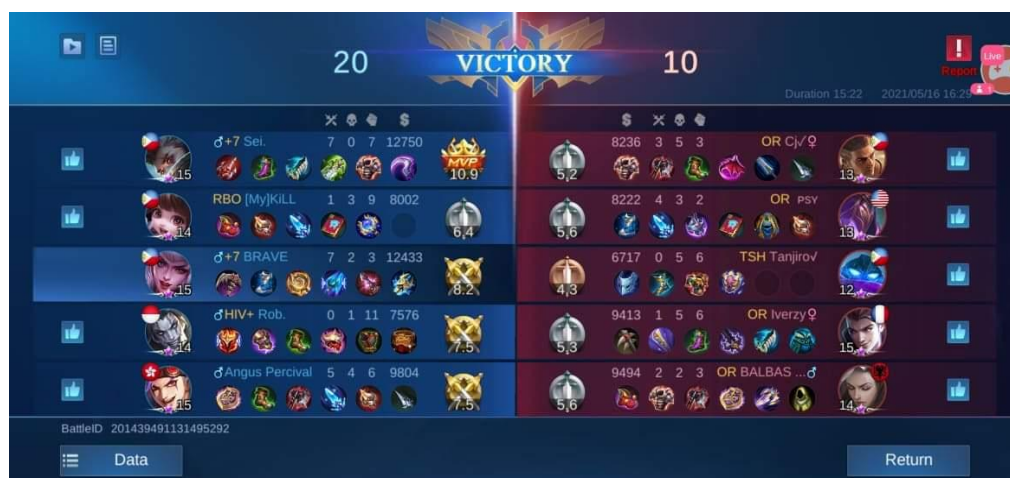 20 VICTORY 10
Live
Report
1
Duration 15:22 2021/05/16 16:29
15 ♂+7 Sei. 7 0 7 12750 MVP 10.9
5,2 8236 3 5 3 OR Cj√♀ 13
14 RBO [My]KiLL 1 3 9 8002 6,4
5,6 8222 4 3 2 OR PSY 13
15 ♂+7 BRAVE 7 2 3 12433 8.2
4,3 6717 0 5 6 TSH Tanjiro√ 12
14 ♂HIV+ Rob. 0 1 11 7576 7.5
5,3 9413 1 5 6 OR Iverzy♀ 15
15 ♂Angus Percival 5 4 6 9804 7.5
5,6 9494 2 2 3 OR BALBAS ...♂ 14
BattleID 201439491131495292
Data
Return